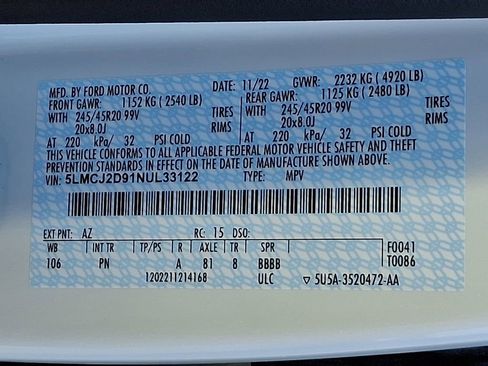 MFD. BY FORD MOTOR CO.
DATE: 11/22 GVWR: 2232 KG ( 4920 LB)
FRONT GAWR: 1152 KG ( 2540 LB) REAR GAWR: 1125 KG ( 2480 LB)
WITH 245/45R20 99V TIRES WITH 245/45R20 99V TIRES
20x8.0J RIMS 20x8.0J RIMS
AT 220 kPa/ 32 PSI COLD AT 220 kPa/ 32 PSI COLD
THIS VEHICLE CONFORMS TO ALL APPLICABLE FEDERAL MOTOR VEHICLE SAFETY AND THEFT PREVENTION
STANDARDS IN EFFECT ON THE DATE OF MANUFACTURE SHOWN ABOVE.
VIN: 5LMCJ2D91NUL33122 TYPE: MPV
EXT PNT: AZ RC: 15 DSO:
WB INT TR TP/PS R AXLE TR SPR F0041
106 PN A 81 8 BBBB T0086
1202211214168 ULC ▽ 5U5A-3520472-AA